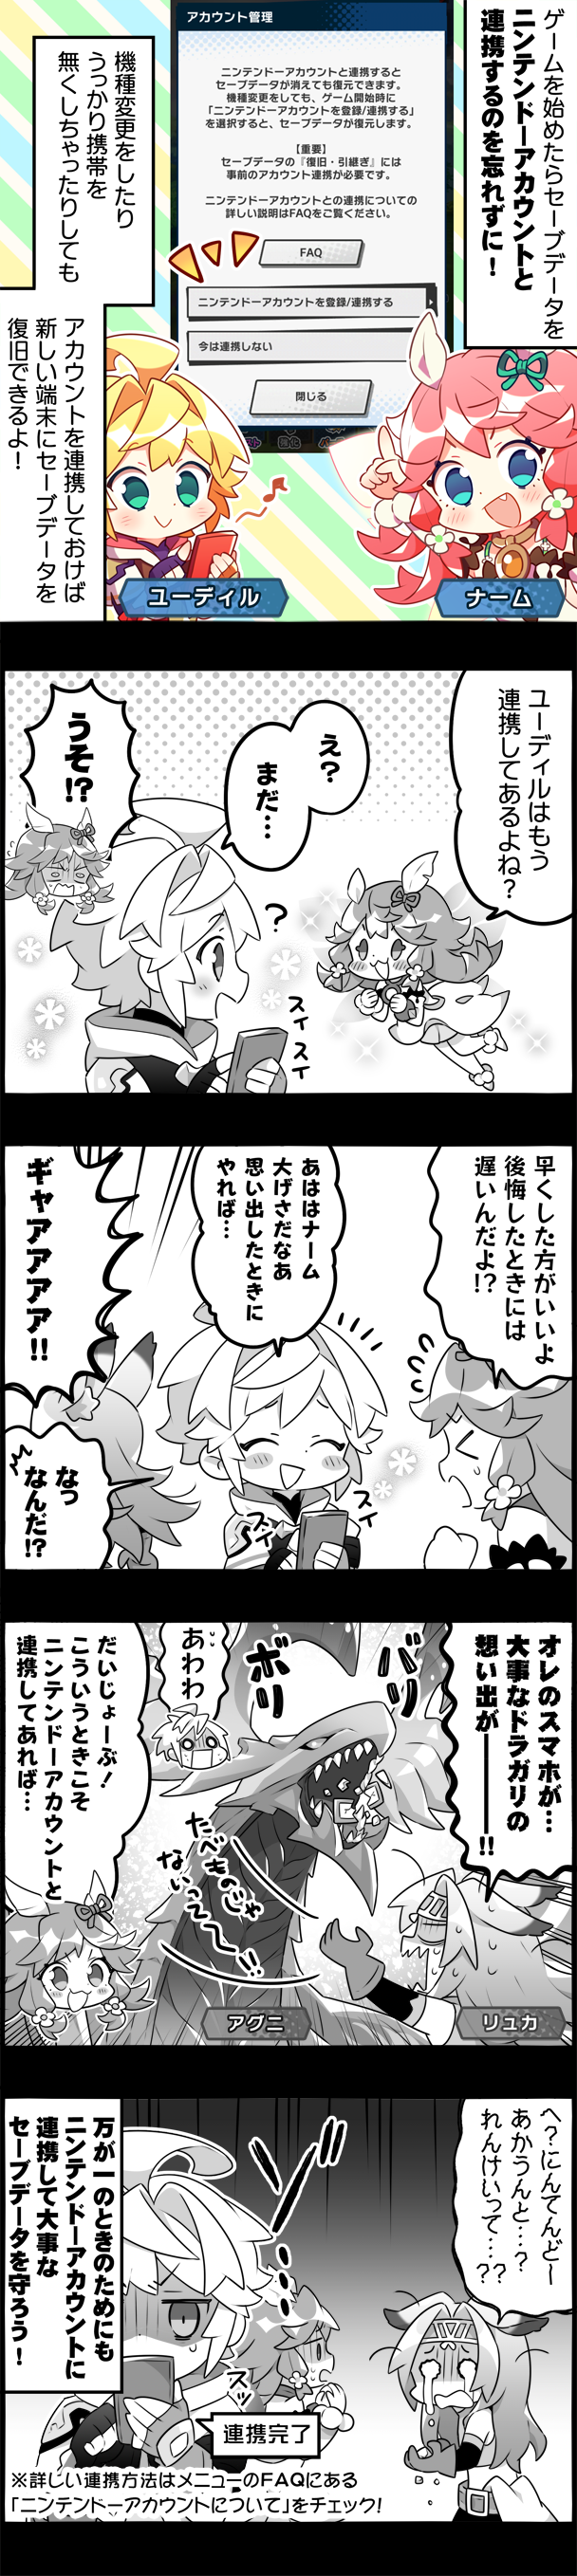 ゲームを始めたらセーブデータを
ニンテンドーアカウントと
連携するのを忘れずに！
アカウント管理
ニンテンドーアカウントと連携すると
セーブデータが消えても復元できます。
機種変更をしても、ゲーム開始時に
「ニンテンドーアカウントを登録/連携する」
を選択すると、セーブデータが復元します。
【重要】
セーブデータの『復旧・引継ぎ』には
事前のアカウント連携が必要です。
ニンテンドーアカウントとの連携についての
詳しい説明はFAQをご覧ください。
FAQ
ニンテンドーアカウントを登録/連携する
今は連携しない
閉じる
機種変更をしたり
うっかり携帯を
無くしちゃったりしても
アカウントを連携しておけば
新しい端末にセーブデータを
復旧できるよ！
ユーディル
ナーム
ユーディルはもう
連携してあるよね？
え？
まだ…
うそ!?
?
スイスイ
早くした方がいいよ
後悔したときには
遅いんだよ!?
あははナーム
大げさだなあ
思い出したときに
やれば…
スイ
スイ
ギャアアアアア!!
なっ
なんだ!?
オレのスマホが…
大事なドラガリの
想い出が━━!!
バリ
ボリ
あわわ
たべものじゃ
ないっえ〜!!
だいじょーぶ！
こういうときこそ
ニンテンドーアカウントと
連携してあれば…
アグニ
リュカ
へ？にんてんどー
あかうんと…？
れんけいって…??
スッ
連携完了
万が一のときのためにも
ニンテンドーアカウントに
連携して大事な
セーブデータを守ろう！
※詳しい連携方法はメニューのFAQにある
「ニンテンドーアカウントについて」をチェック！